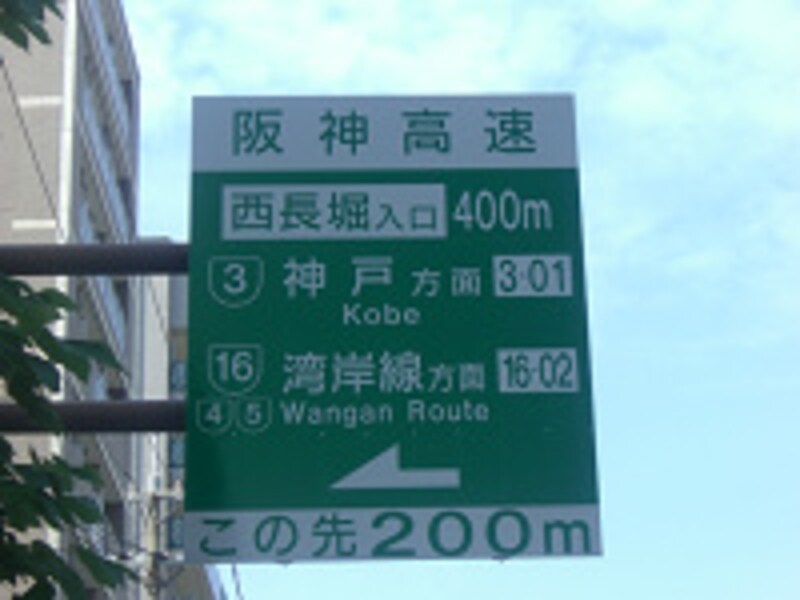 阪神高速
西長堀入口 400m
3 神戸方面 3-01
Kobe
16 湾岸線方面 16-02
4 5 Wangan Route
この先200m